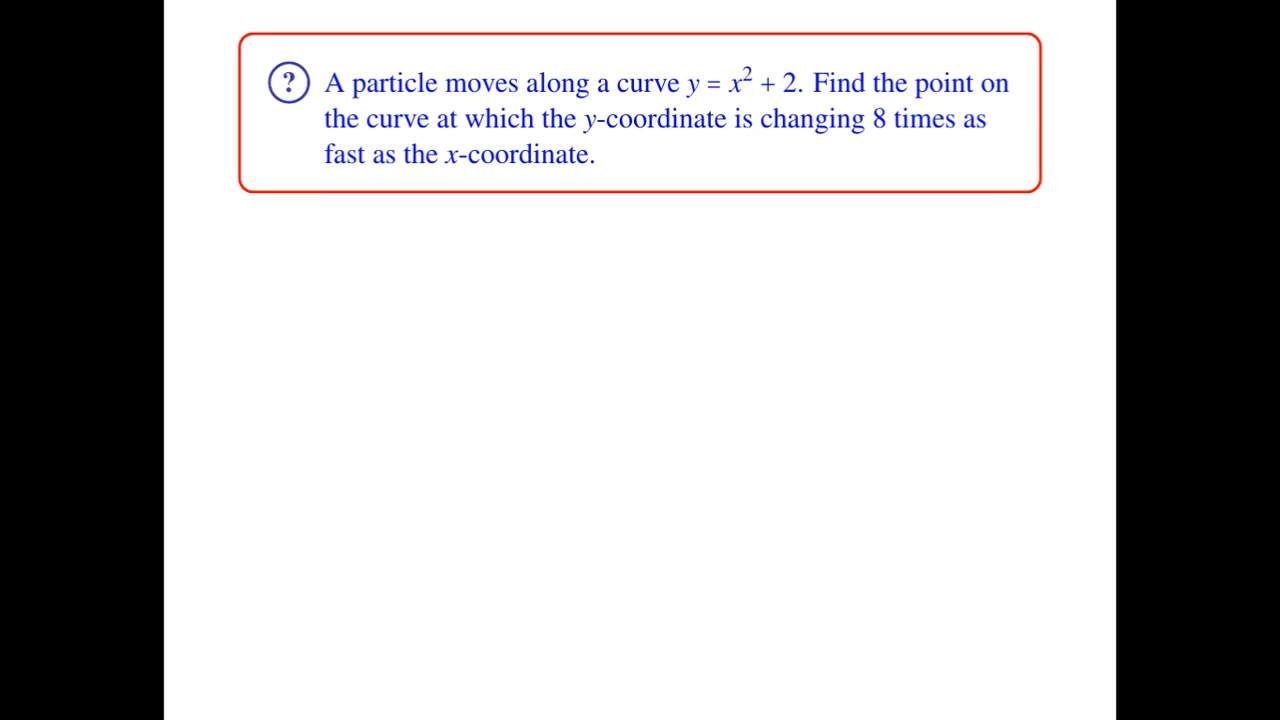 ? A particle moves along a curve y = x² + 2. Find the point on
the curve at which the y-coordinate is changing 8 times as
fast as the x-coordinate.